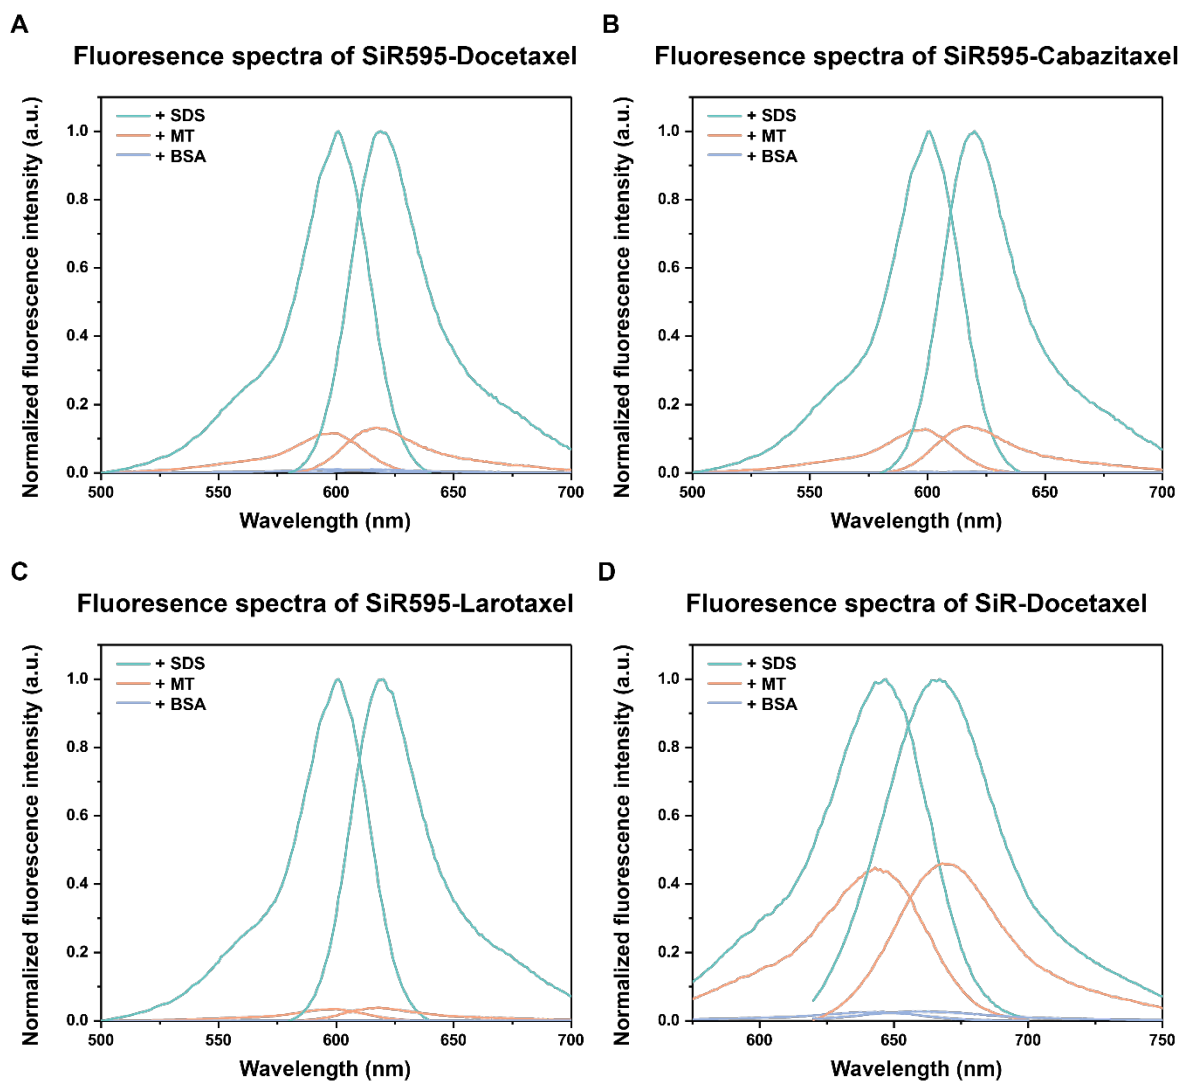 A
Fluoresence spectra of SiR595-Docetaxel
+ SDS
+ MT
+ BSA
Normalized fluorescence intensity (a.u.)
1.0
0.8
0.6
0.4
0.2
0.0
500
550
600
650
700
Wavelength (nm)
B
Fluoresence spectra of SiR595-Cabazitaxel
+ SDS
+ MT
+ BSA
Normalized fluorescence intensity (a.u.)
1.0
0.8
0.6
0.4
0.2
0.0
500
550
600
650
700
Wavelength (nm)
C
Fluoresence spectra of SiR595-Larotaxel
+ SDS
+ MT
+ BSA
Normalized fluorescence intensity (a.u.)
1.0
0.8
0.6
0.4
0.2
0.0
500
550
600
650
700
Wavelength (nm)
D
Fluoresence spectra of SiR-Docetaxel
+ SDS
+ MT
+ BSA
Normalized fluorescence intensity (a.u.)
1.0
0.8
0.6
0.4
0.2
0.0
600
650
700
750
Wavelength (nm)